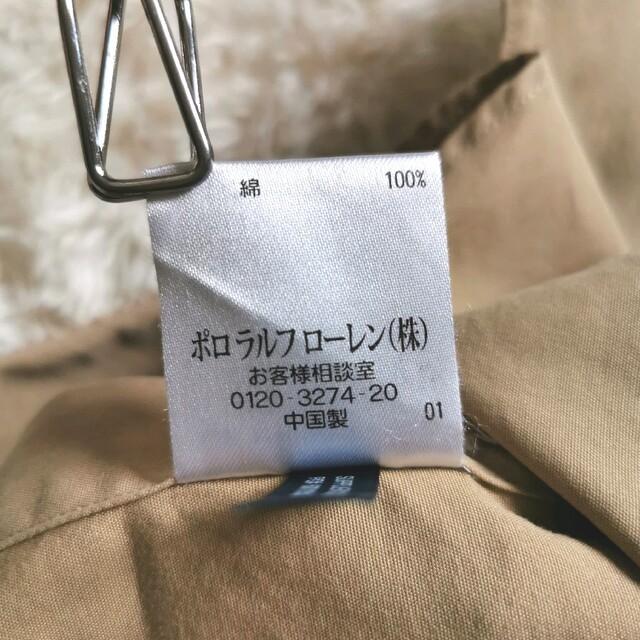 綿 100%
ポロ ラルフ ローレン(株)
お客様相談室
0120-3274-20
中国製 01